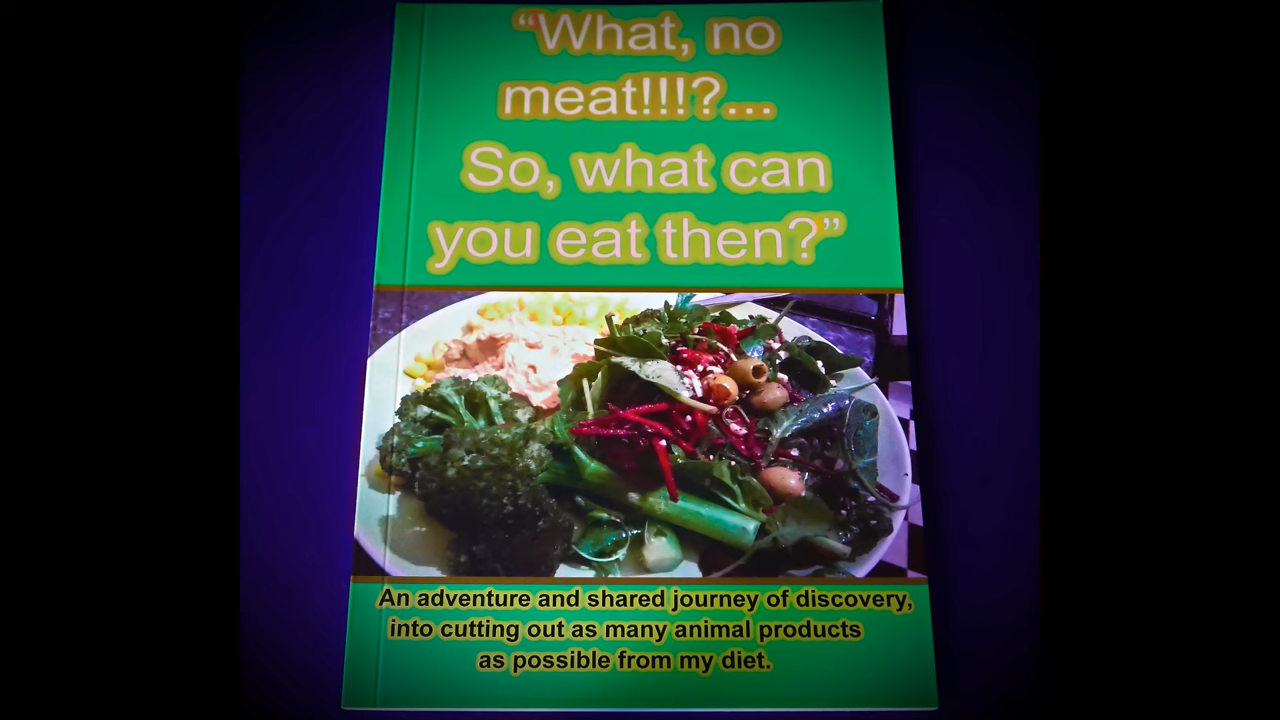 “What, no
meat!!!?...
So, what can
you eat then?”
An adventure and shared journey of discovery,
into cutting out as many animal products
as possible from my diet.